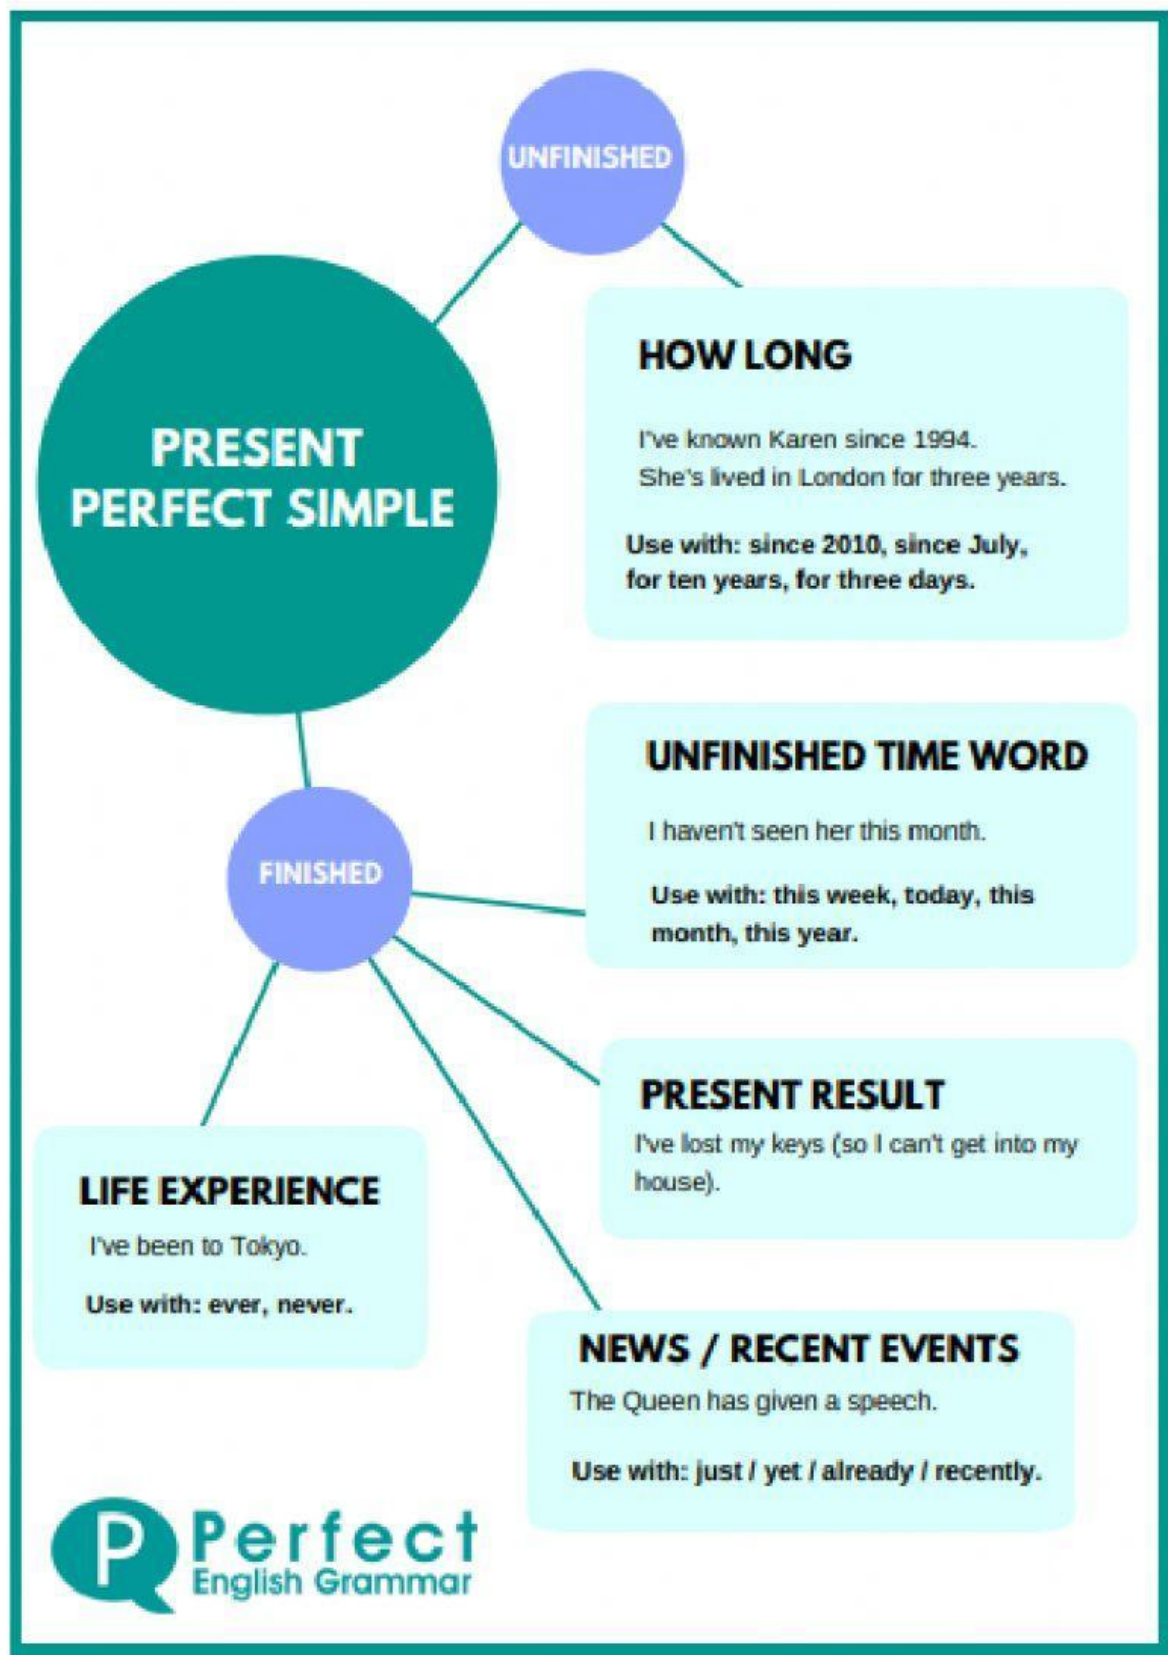 UNFINISHED
PRESENT
PERFECT SIMPLE
HOW LONG
I've known Karen since 1994.
She's lived in London for three years.
Use with: since 2010, since July,
for ten years, for three days.
FINISHED
UNFINISHED TIME WORD
I haven't seen her this month.
Use with: this week, today, this
month, this year.
PRESENT RESULT
I've lost my keys (so I can't get into my
house).
LIFE EXPERIENCE
I've been to Tokyo.
Use with: ever, never.
NEWS / RECENT EVENTS
The Queen has given a speech.
Use with: just / yet / already / recently.
P Perfect
English Grammar